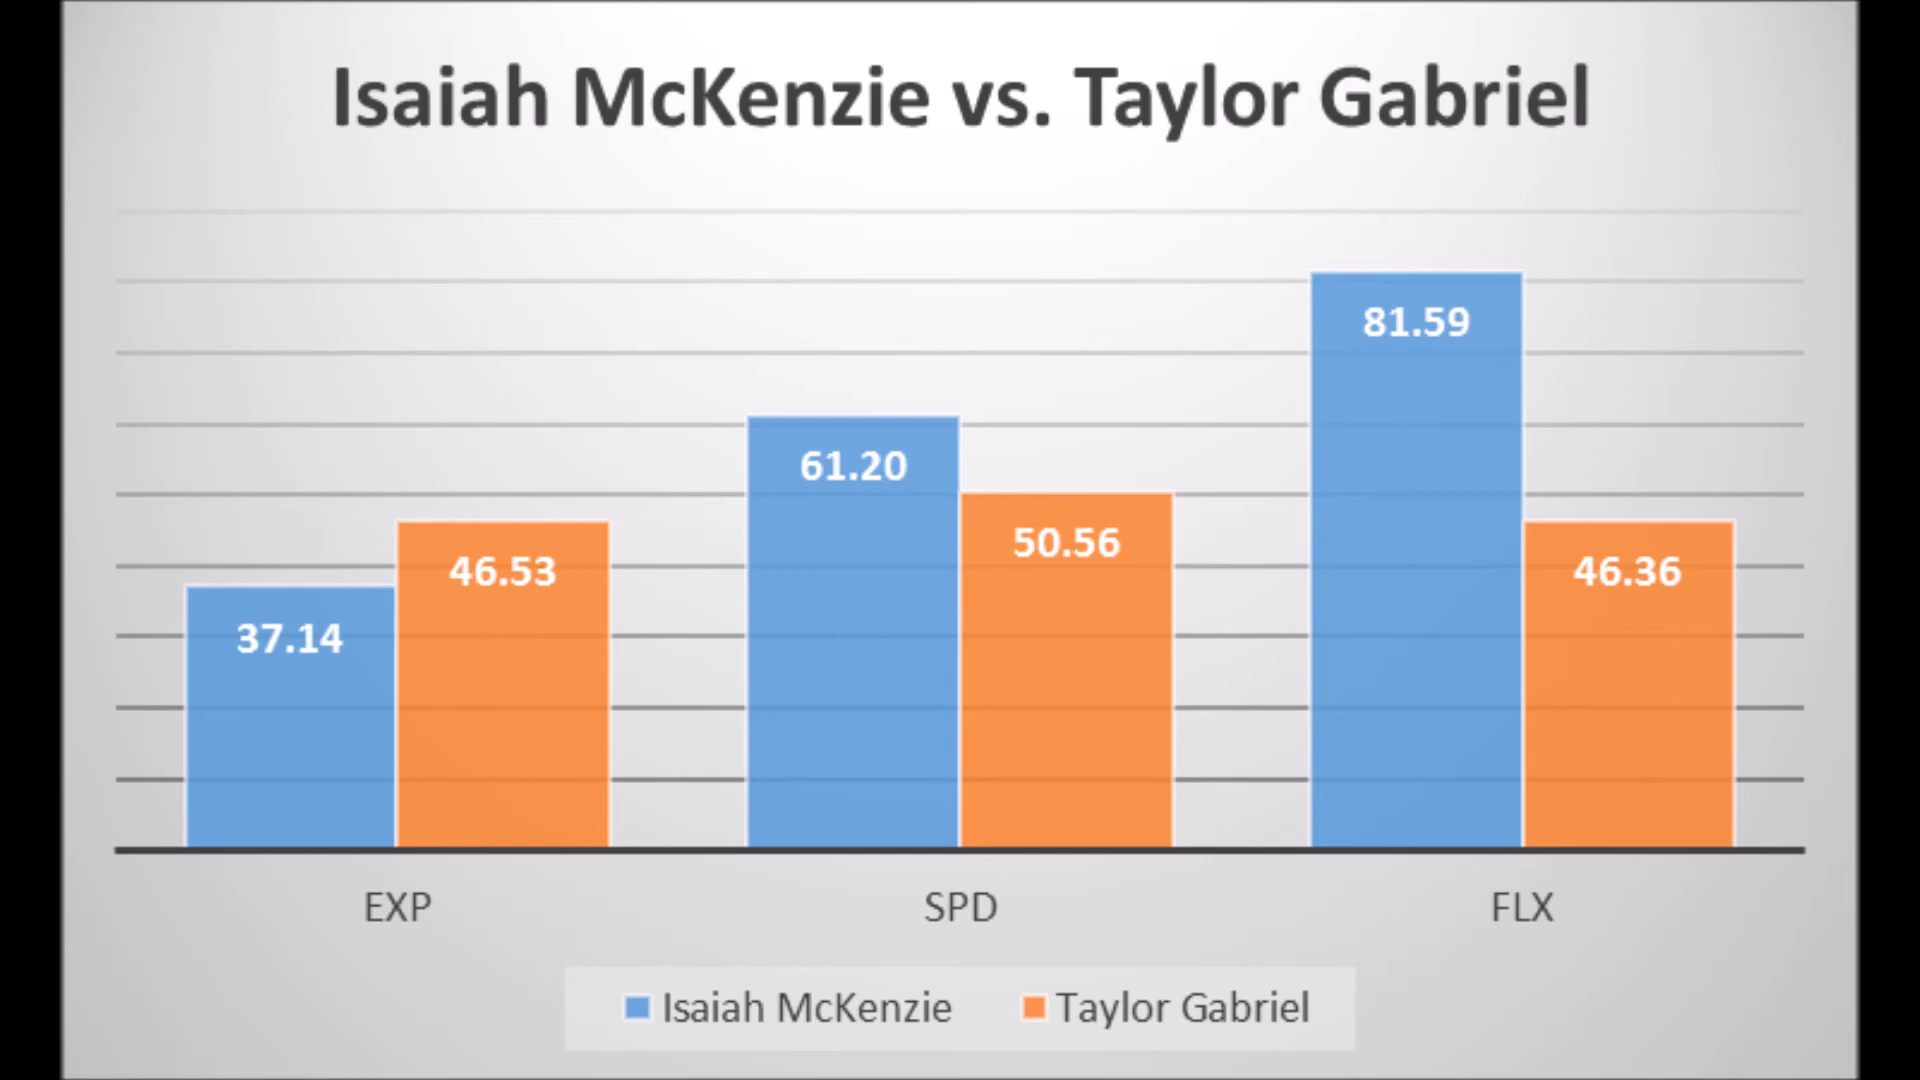 Isaiah McKenzie vs. Taylor Gabriel
81.59
61.20
50.56
46.53
46.36
37.14
EXP SPD FLX
Isaiah McKenzie Taylor Gabriel